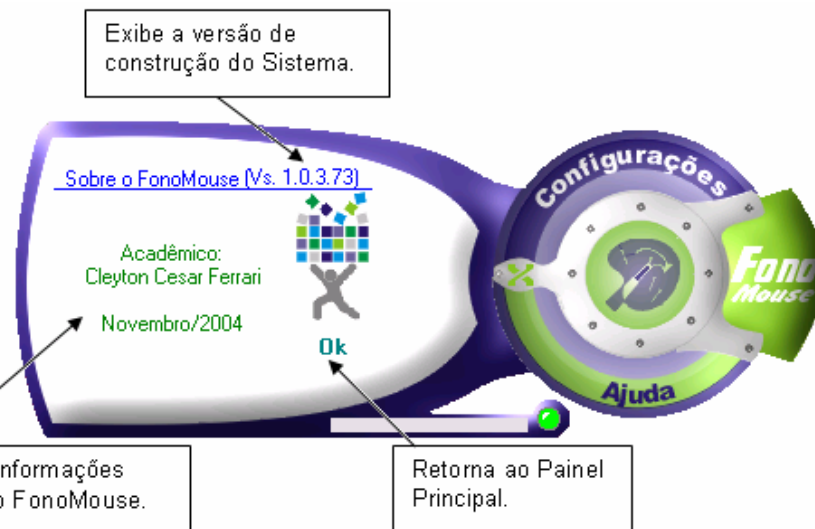 Exibe a versão de
construção do Sistema.
Sobre o FonoMouse (Vs. 1.0.3.73)
Acadêmico:
Cleyton Cesar Ferrari
Novembro/2004
Ok
Configurações
Fono
Mouse
Ajuda
nformações
o FonoMouse.
Retorna ao Painel
Principal.